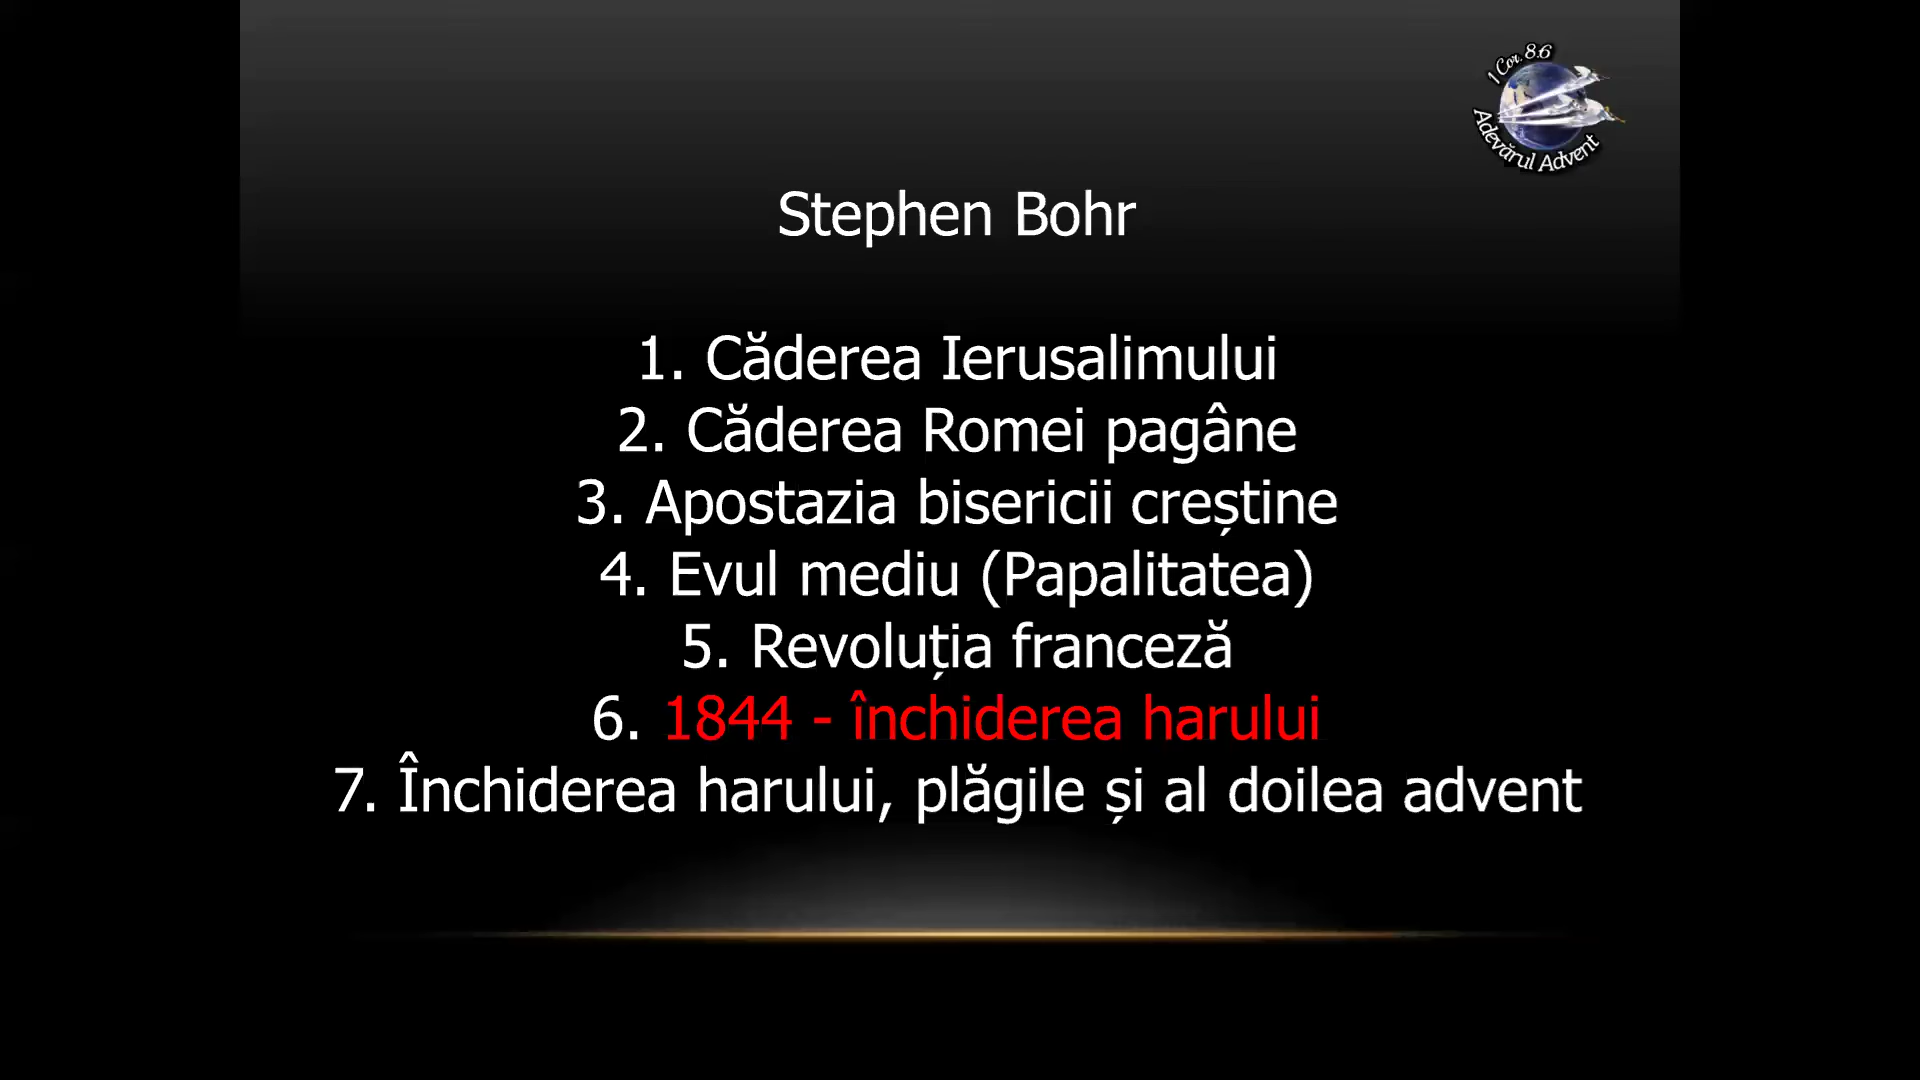 1 Cor. 8:6
Adevărul Advent
Stephen Bohr
1. Căderea Ierusalimului
2. Căderea Romei pagâne
3. Apostazia bisericii creștine
4. Evul mediu (Papalitatea)
5. Revoluția franceză
6. 1844 - închiderea harului
7. Închiderea harului, plăgile și al doilea advent